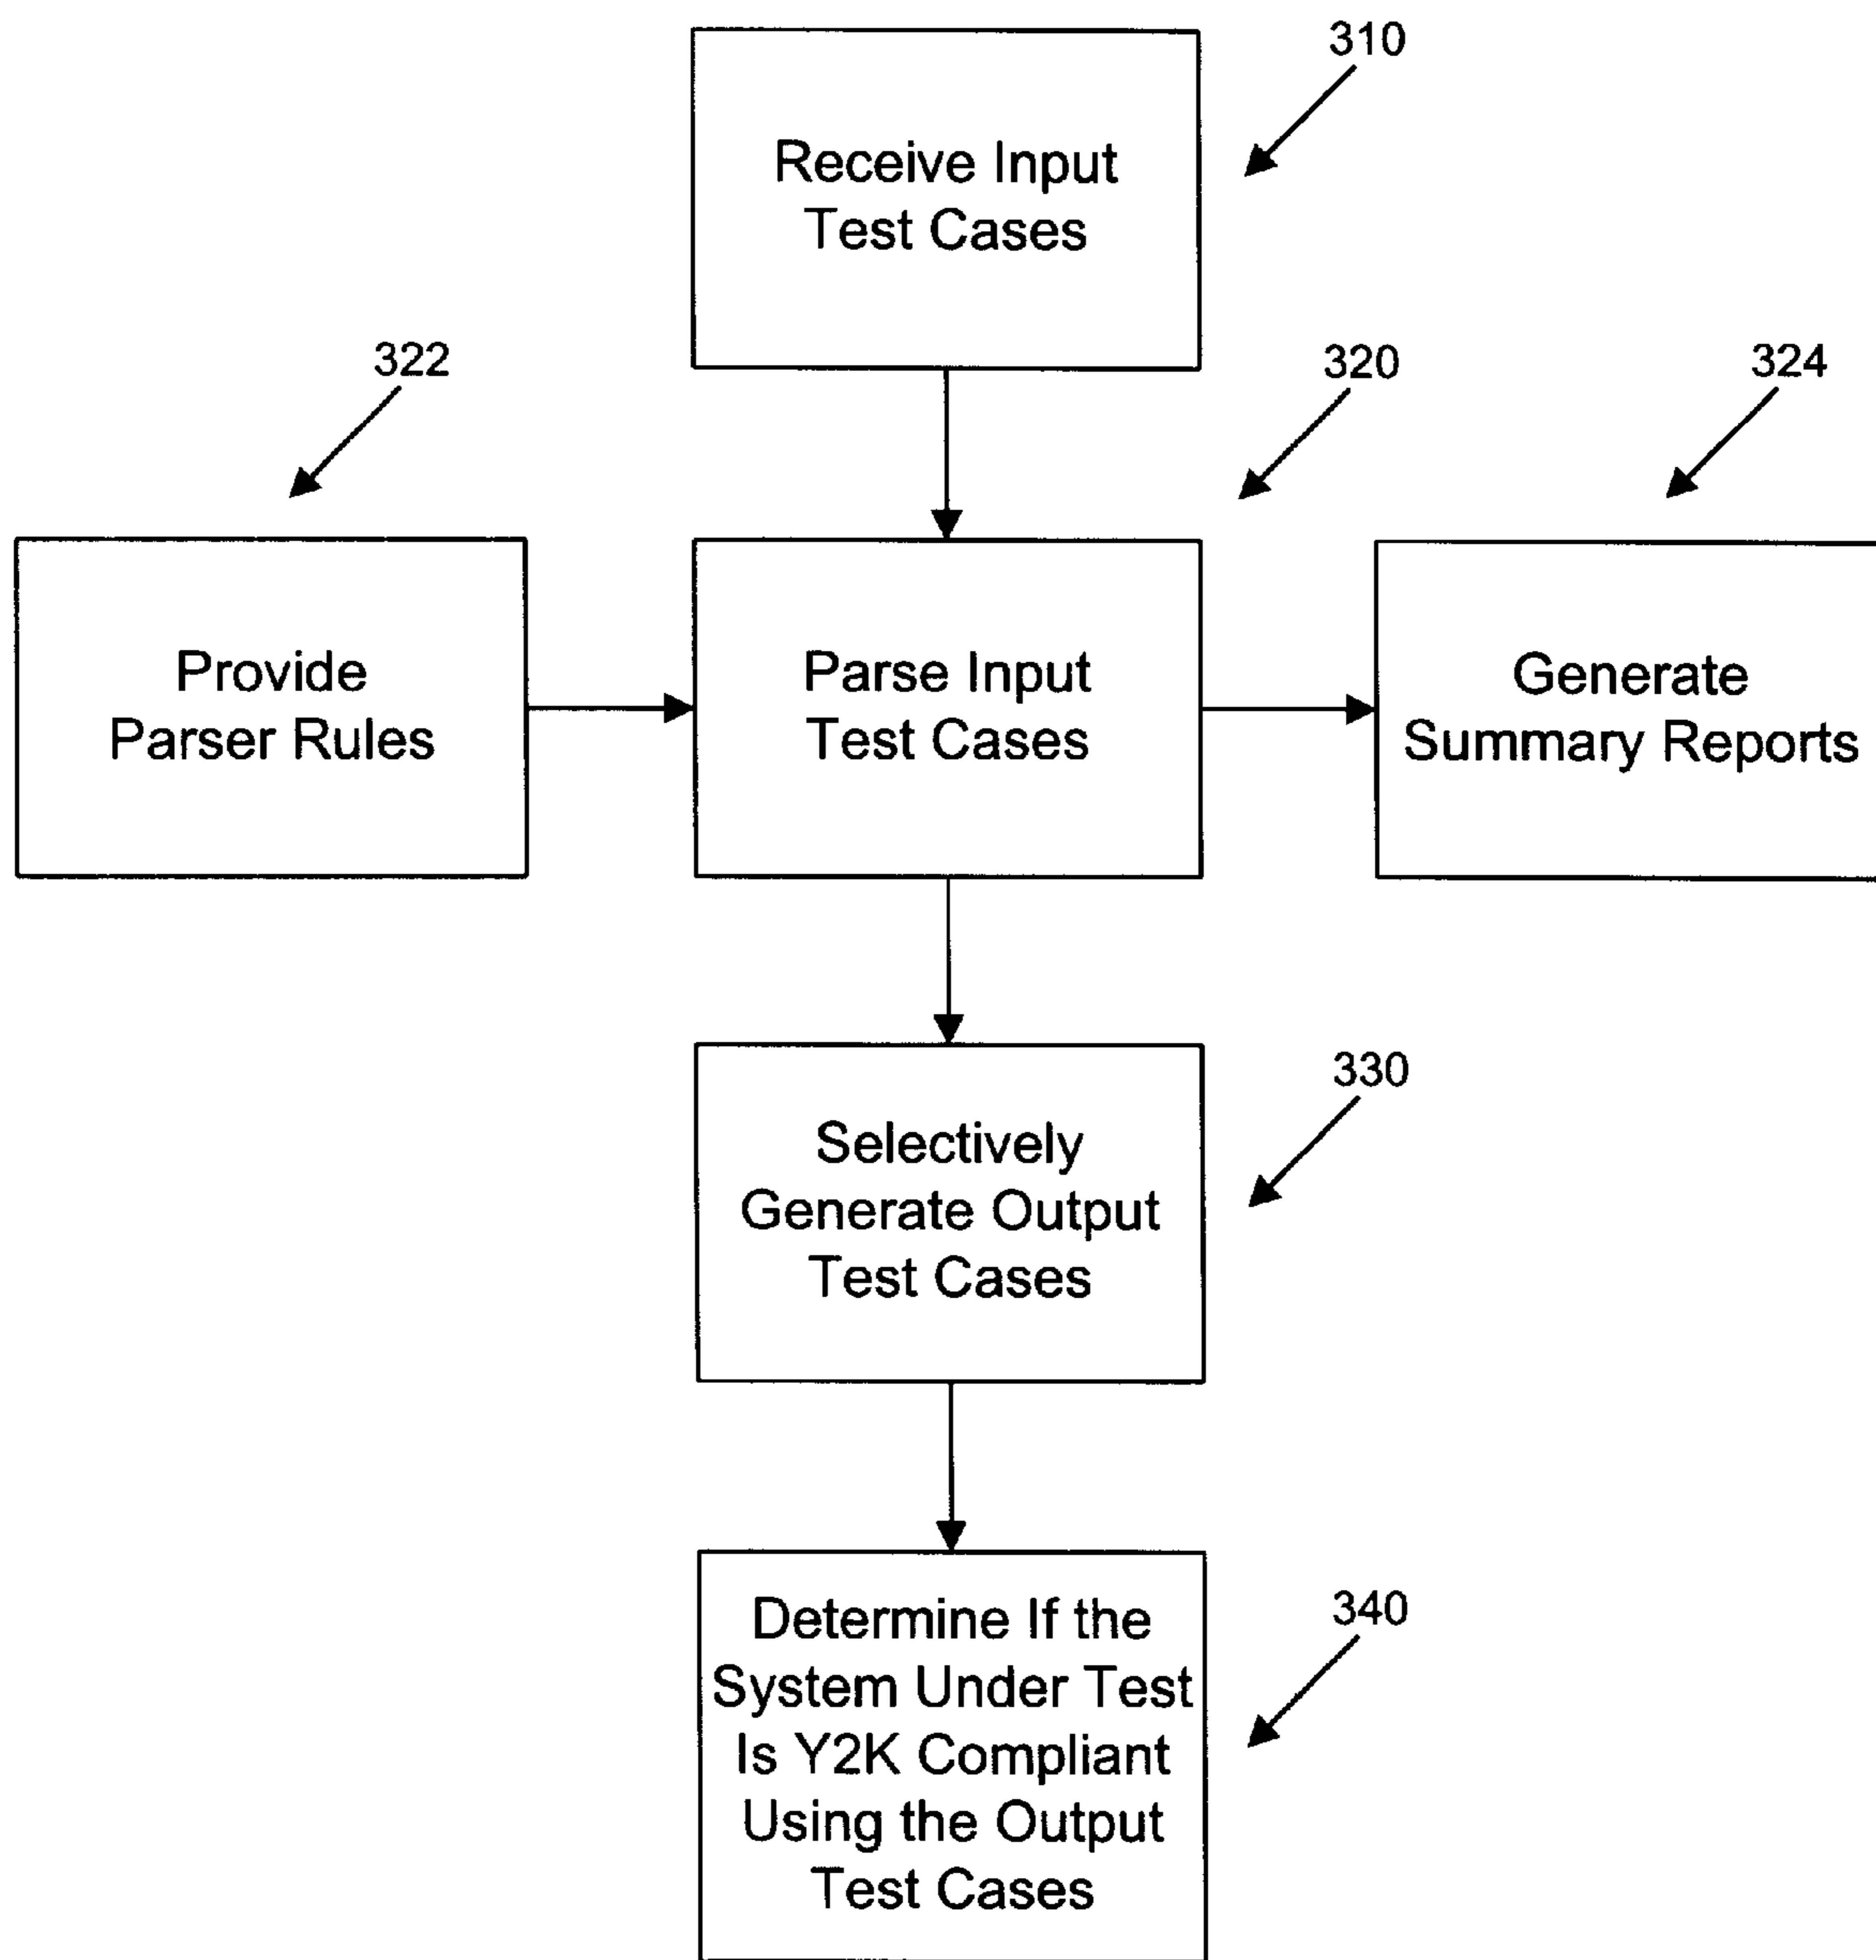 310
Receive Input
Test Cases
322
320
324
Provide
Parser Rules
Parse Input
Test Cases
Generate
Summary Reports
330
Selectively
Generate Output
Test Cases
340
Determine If the
System Under Test
Is Y2K Compliant
Using the Output
Test Cases